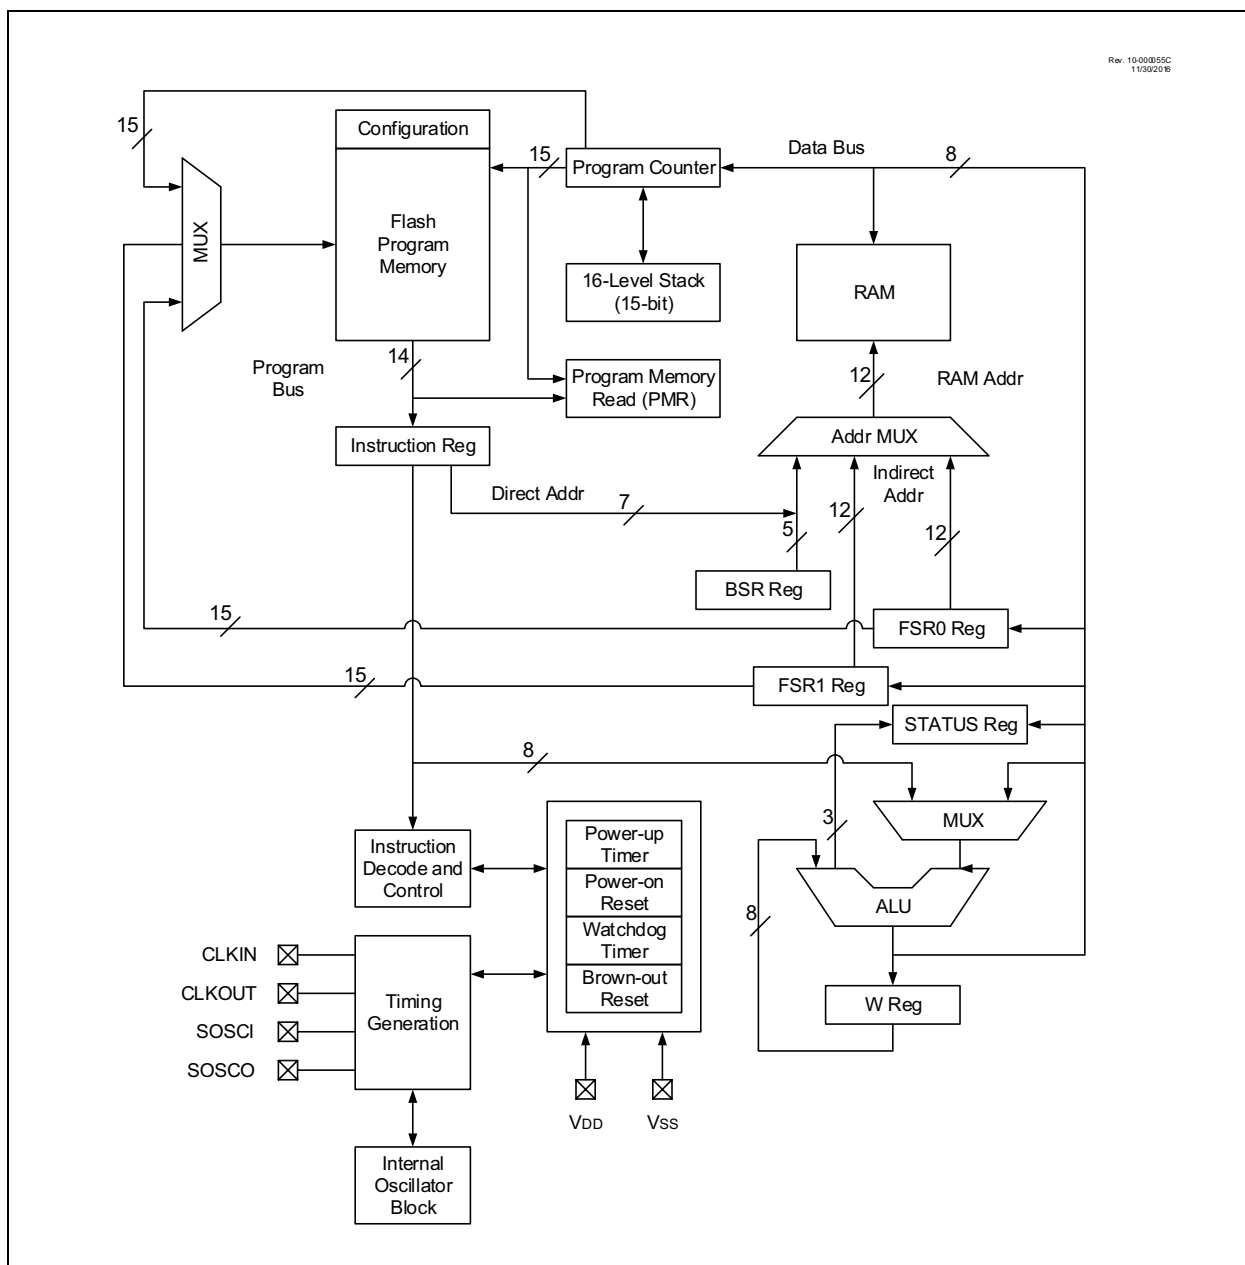 Rev. 10-000055C
11/30/2016
15
Configuration
15
Program Counter
Data Bus
8
MUX
Flash
Program
Memory
16-Level Stack
(15-bit)
RAM
Program
Bus
14
Program Memory
Read (PMR)
12
RAM Addr
Instruction Reg
Addr MUX
Direct Addr
7
Indirect
Addr
5
12
12
BSR Reg
15
FSR0 Reg
15
FSR1 Reg
STATUS Reg
8
3
MUX
Instruction
Decode and
Control
Power-up
Timer
Power-on
Reset
Watchdog
Timer
Brown-out
Reset
8
ALU
W Reg
CLKIN
CLKOUT
SOSCI
SOSCO
Timing
Generation
VDD
VSS
Internal
Oscillator
Block